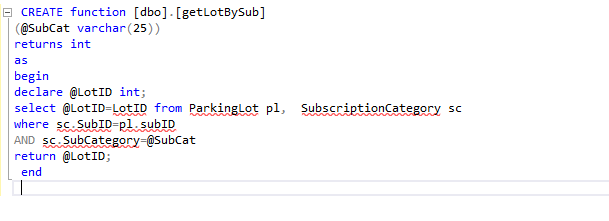 CREATE function [dbo].[getLotBySub]
(@SubCat varchar(25))
returns int
as
begin
declare @LotID int;
select @LotID=LotID from ParkingLot pl,  SubscriptionCategory sc
where sc.SubID=pl.subID
AND sc.SubCategory=@SubCat
return @LotID;
end